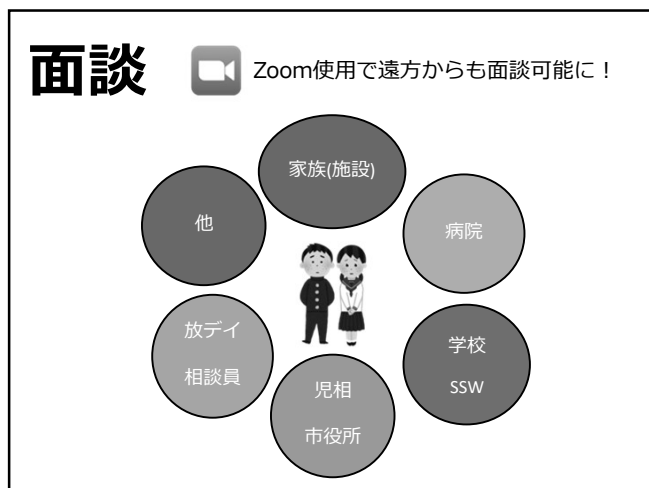 面談
Zoom使用で遠方からも面談可能に！
家族(施設)
他
病院
放デイ
相談員
学校
SSW
児相
市役所